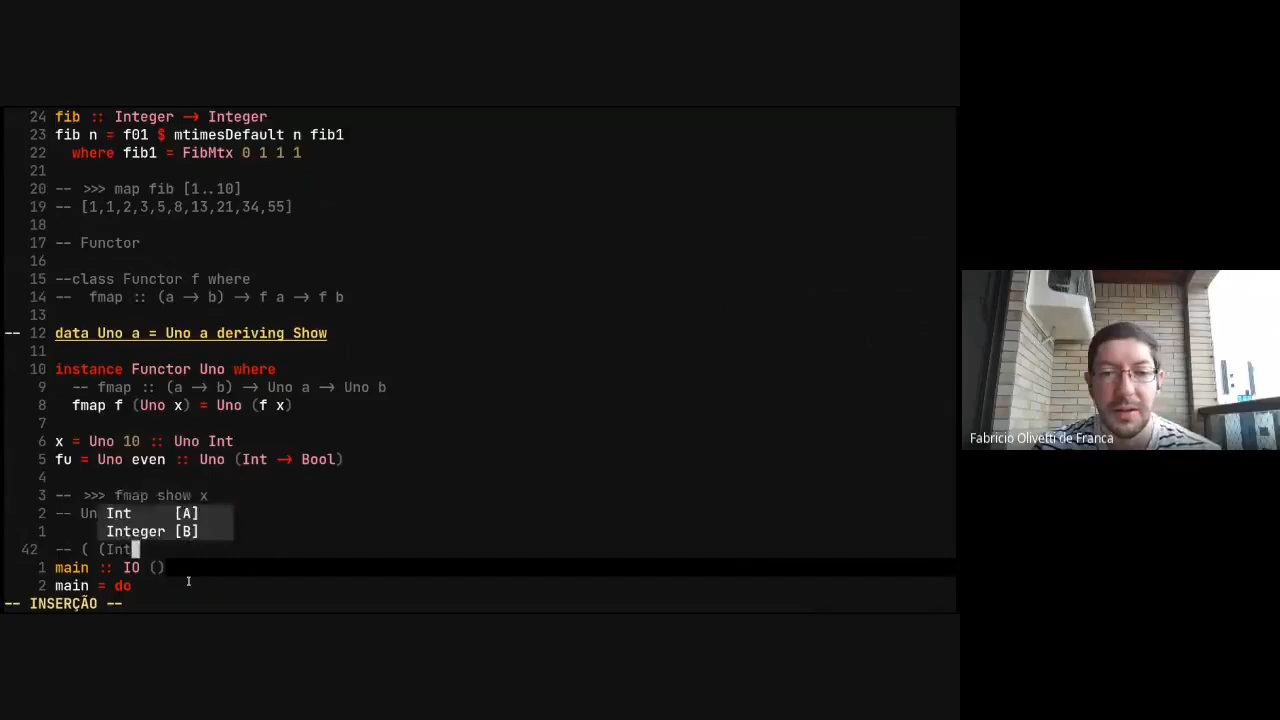 24 fib :: Integer → Integer
23 fib n = f01 $ mtimesDefault n fib1
22   where fib1 = FibMtx 0 1 1 1
21
20 -- >>> map fib [1..10]
19 -- [1,1,2,3,5,8,13,21,34,55]
18
17 -- Functor
16
15 --class Functor f where
14 --  fmap :: (a → b) → f a → f b
13
-- 12 data Uno a = Uno a deriving Show
11
10 instance Functor Uno where
9   -- fmap :: (a → b) → Uno a → Uno b
8   fmap f (Uno x) = Uno (f x)
7
6 x = Uno 10 :: Uno Int
5 fu = Uno even :: Uno (Int → Bool)
4
3 -- >>> fmap show x
2 -- Un Int [A]
1 Integer [B]
42 -- ( (Int
1 main :: IO ()
2 main = do
-- INSERÇÃO --
Fabricio Olivetti de Franca